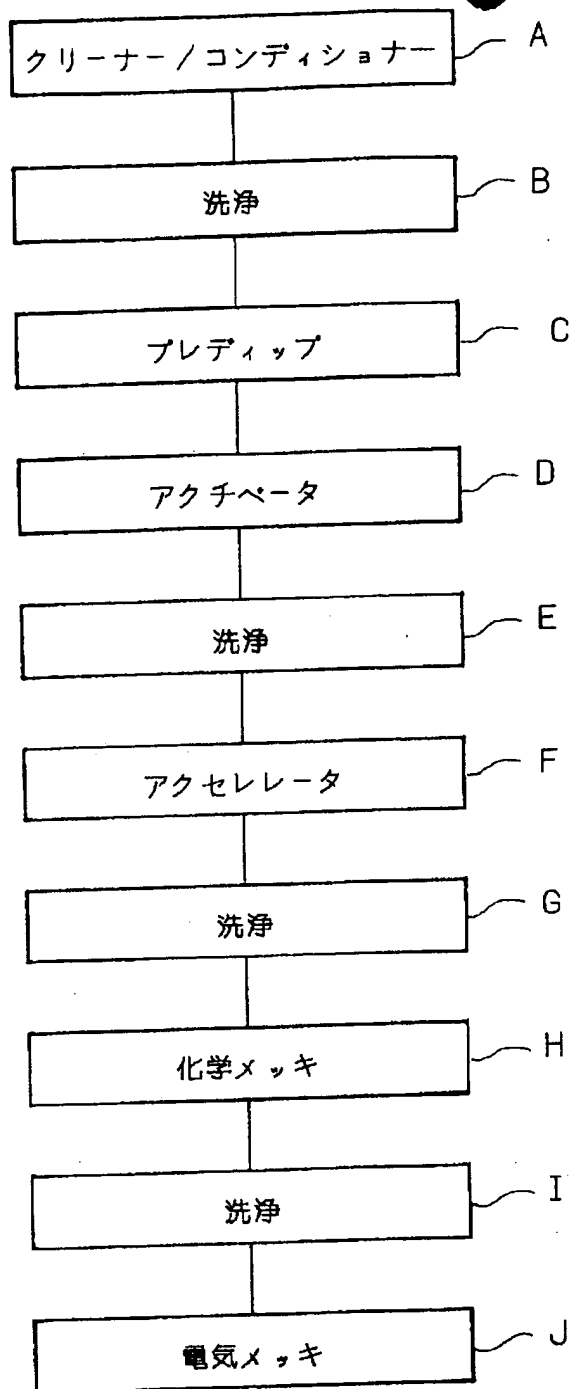 クリーナー/コンディショナー A
洗浄 B
プレディップ C
アクチベータ D
洗浄 E
アクセレレータ F
洗浄 G
化学メッキ H
洗浄 I
電気メッキ J